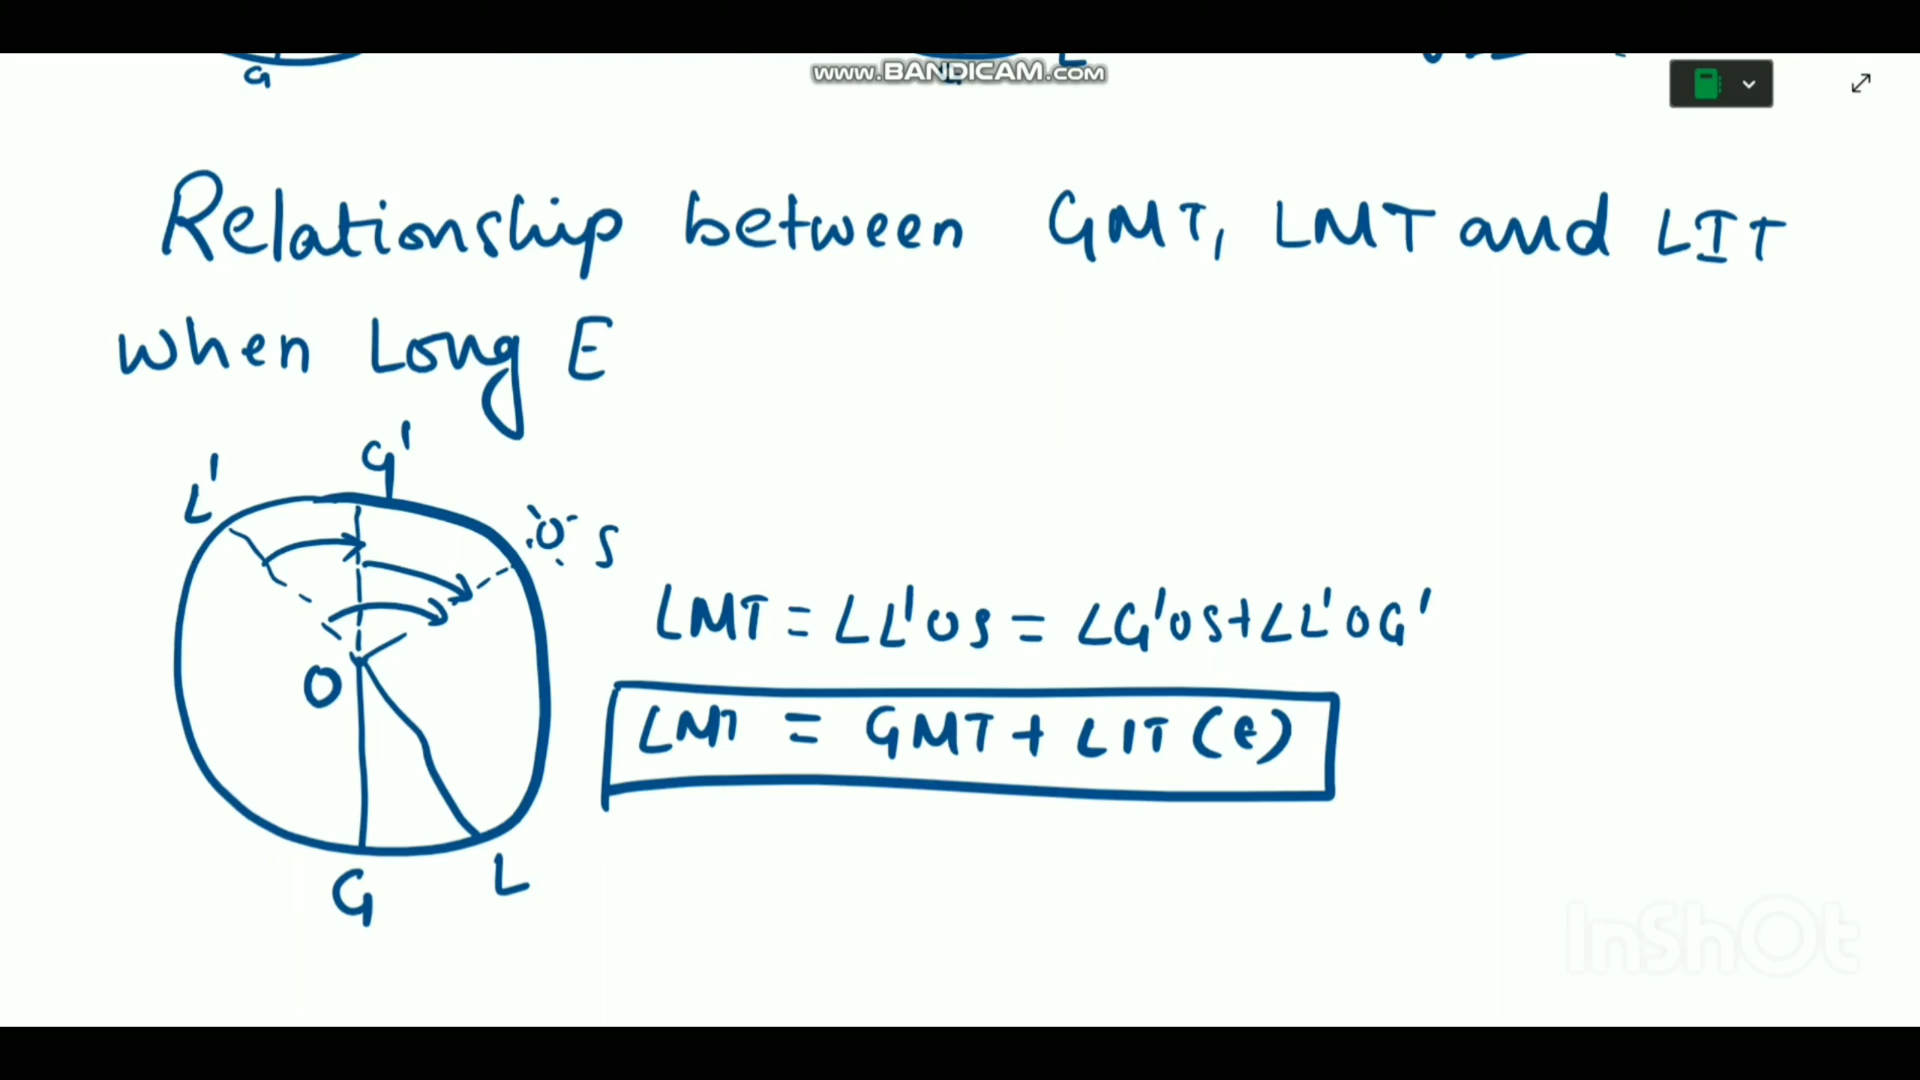 G
L
www.BANDICAM.com
Relationship between GMT, LMT and LIT
when Long E
L' G'
S
LMT = ∠L'OS = ∠G'OS + ∠L'OG'
O
LMT = GMT + LIT (e)
G L
InShOt